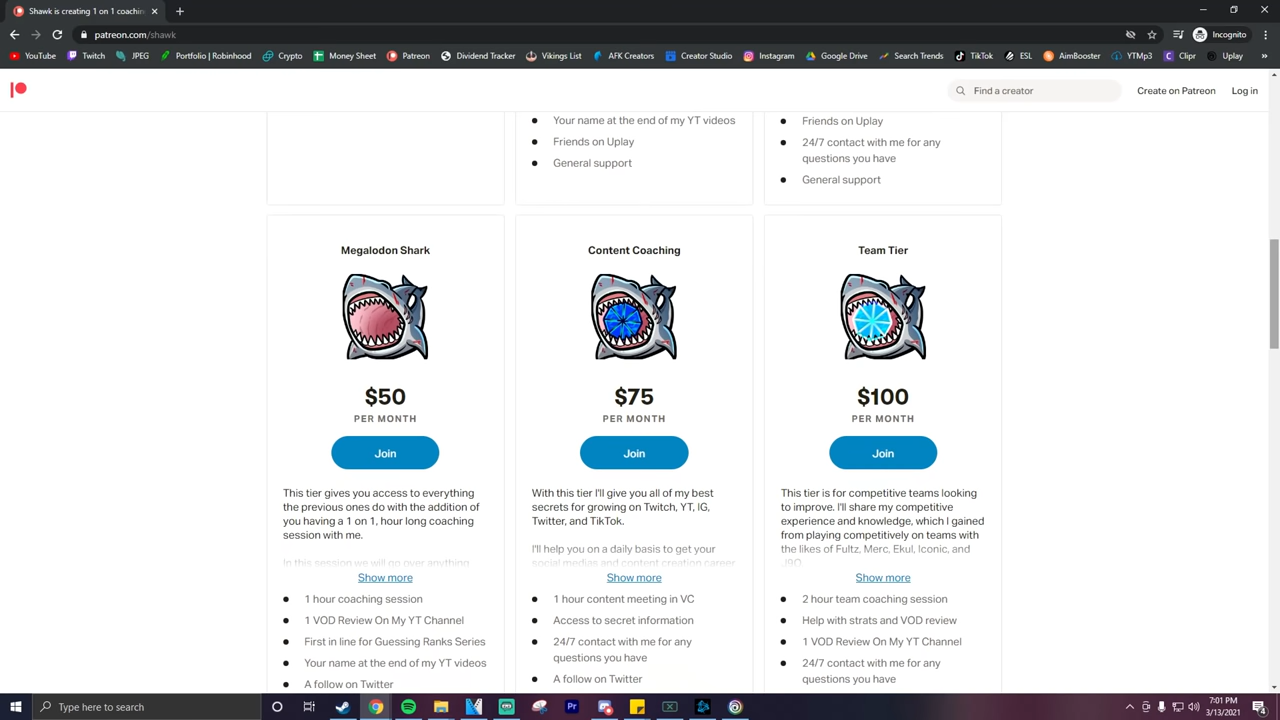 Shawk is creating 1 on 1 coachin
patreon.com/shawk
Incognito
YouTube
Twitch
JPEG
Portfolio | Robinhood
Crypto
Money Sheet
Patreon
Dividend Tracker
Vikings List
AFK Creators
Creator Studio
Instagram
Google Drive
Search Trends
TikTok
ESL
AimBooster
YTMp3
Clipr
Uplay
Find a creator
Create on Patreon
Log in
Your name at the end of my YT videos
Friends on Uplay
General support
Friends on Uplay
24/7 contact with me for any
questions you have
General support
Megalodon Shark
$50
PER MONTH
Join
This tier gives you access to everything
the previous ones do with the addition of
you having a 1 on 1, hour long coaching
session with me.
In this session we will go over anything
Show more
1 hour coaching session
1 VOD Review On My YT Channel
First in line for Guessing Ranks Series
Your name at the end of my YT videos
A follow on Twitter
Content Coaching
$75
PER MONTH
Join
With this tier I'll give you all of my best
secrets for growing on Twitch, YT, IG,
Twitter, and TikTok.
I'll help you on a daily basis to get your
social medias and content creation career
Show more
1 hour content meeting in VC
Access to secret information
24/7 contact with me for any
questions you have
A follow on Twitter
Team Tier
$100
PER MONTH
Join
This tier is for competitive teams looking
to improve. I'll share my competitive
experience and knowledge, which I gained
from playing competitively on teams with
the likes of Fultz, Merc, Ekul, Iconic, and
Show more
2 hour team coaching session
Help with strats and VOD review
1 VOD Review On My YT Channel
24/7 contact with me for any
questions you have
Type here to search
7:01 PM
3/13/2021